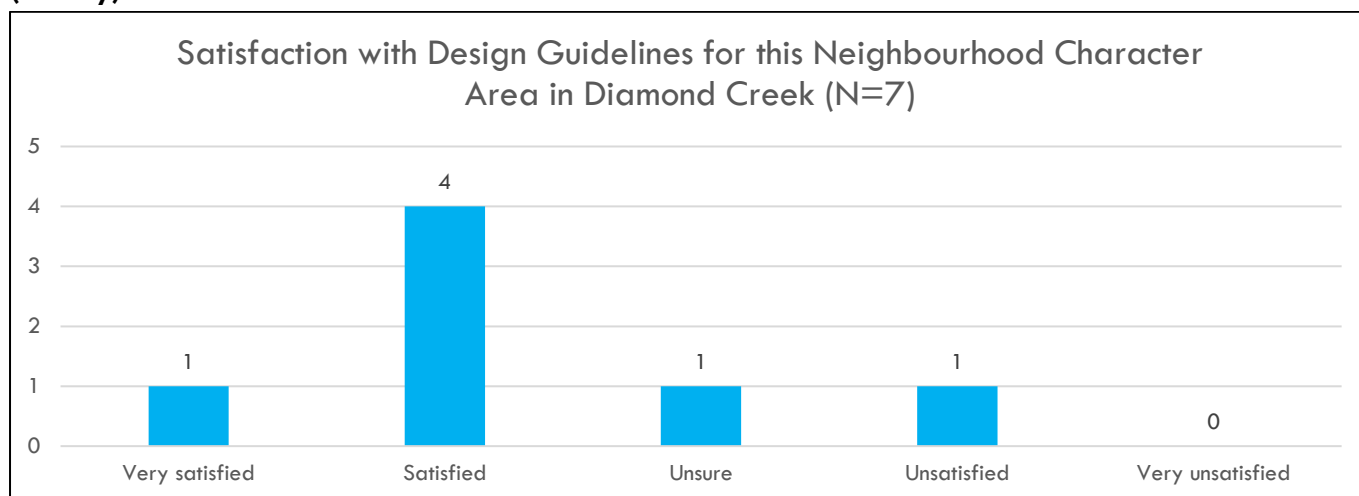 Satisfaction with Design Guidelines for this Neighbourhood Character
Area in Diamond Creek (N=7)
5
4
3
2
1
0
1
4
1
1
0
Very satisfied
Satisfied
Unsure
Unsatisfied
Very unsatisfied